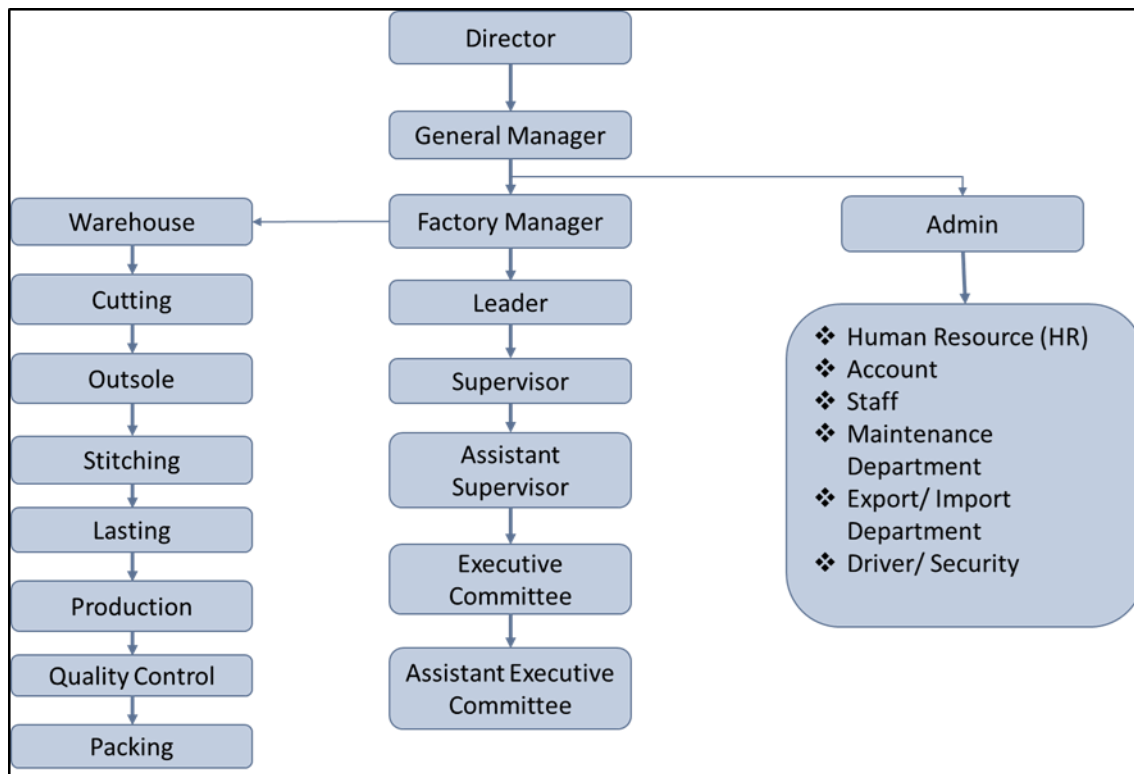 Director
General Manager
Warehouse
Factory Manager
Admin
Cutting
Leader
Outsole
Supervisor
Stitching
Assistant
Supervisor
Lasting
Executive
Committee
Production
Quality Control
Assistant Executive
Committee
Packing
❖ Human Resource (HR)
❖ Account
❖ Staff
❖ Maintenance
Department
❖ Export/ Import
Department
❖ Driver/ Security